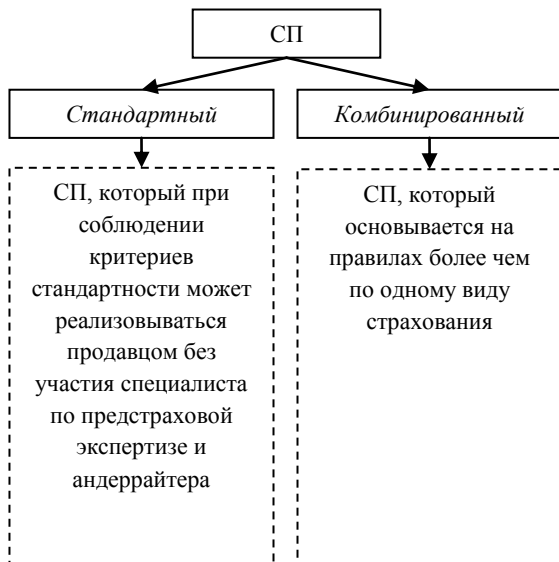 СП
Стандартный
Комбинированный
СП, который при
соблюдении
критериев
стандартности может
реализовываться
продавцом без
участия специалиста
по предстраховой
экспертизе и
андеррайтера
СП, который
основывается на
правилах более чем
по одному виду
страхования